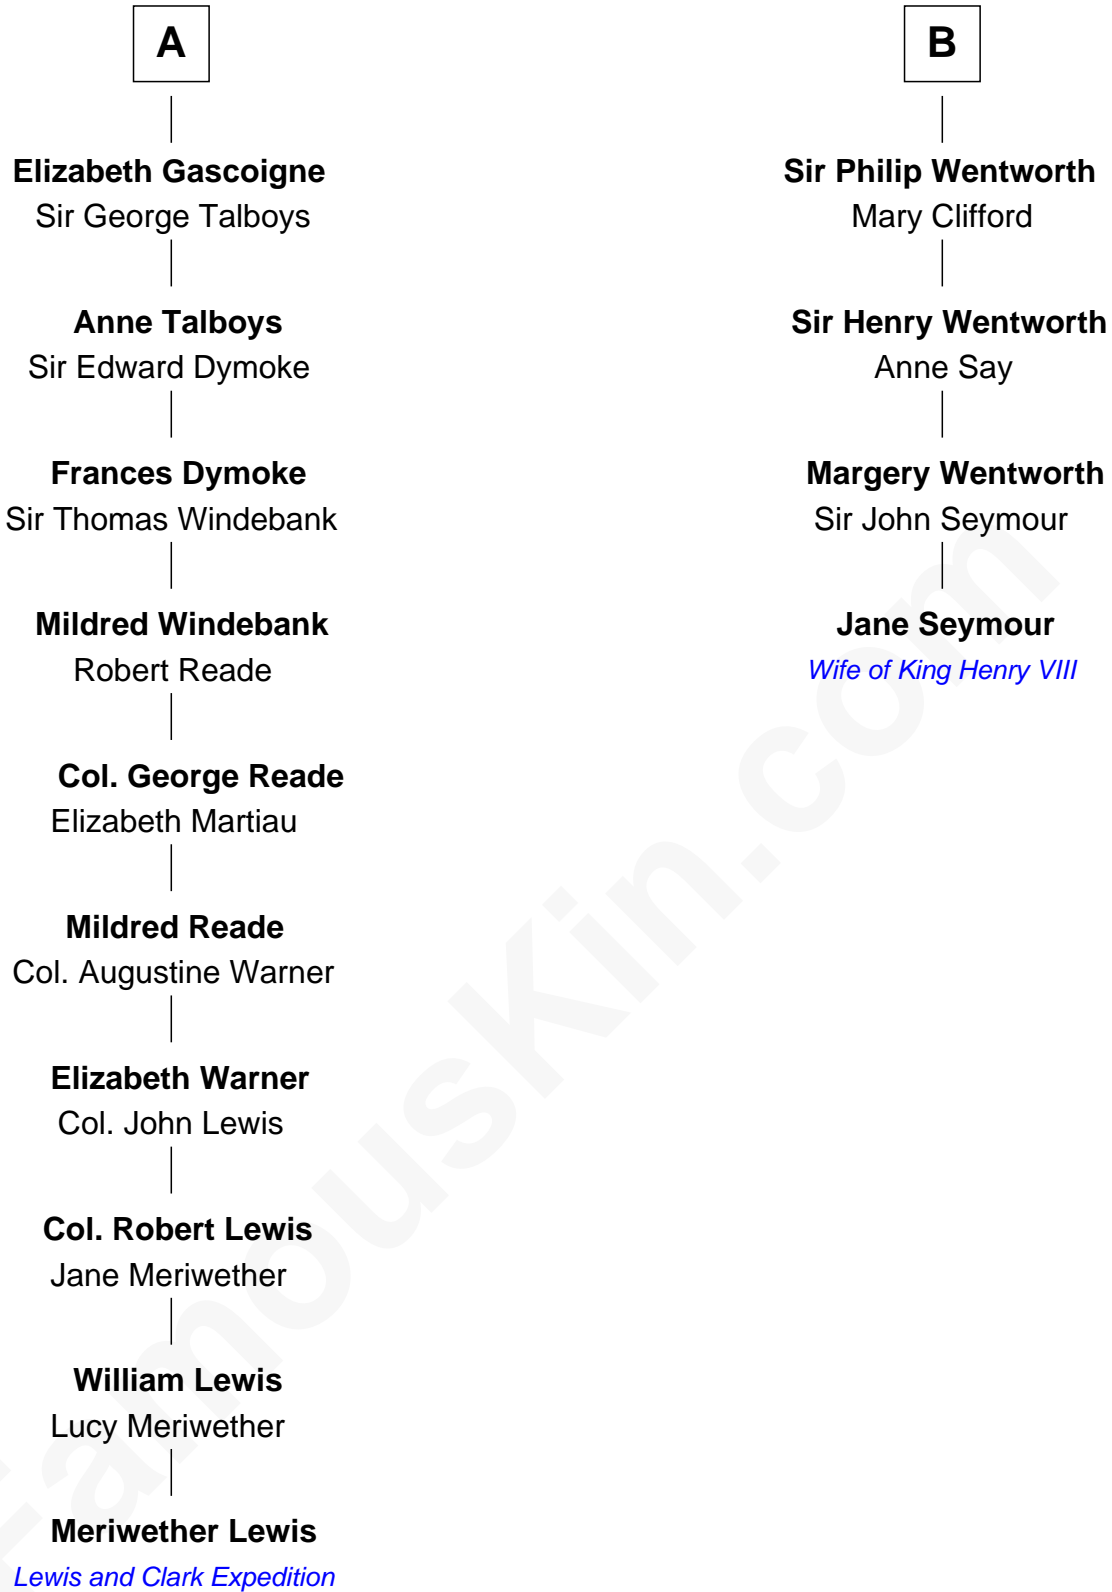 A
Elizabeth Gascoigne
Sir George Talboys
Anne Talboys
Sir Edward Dymoke
Frances Dymoke
Sir Thomas Windebank
Mildred Windebank
Robert Reade
Col. George Reade
Elizabeth Martiau
Mildred Reade
Col. Augustine Warner
Elizabeth Warner
Col. John Lewis
Col. Robert Lewis
Jane Meriwether
William Lewis
Lucy Meriwether
Meriwether Lewis
Lewis and Clark Expedition
B
Sir Philip Wentworth
Mary Clifford
Sir Henry Wentworth
Anne Say
Margery Wentworth
Sir John Seymour
Jane Seymour
Wife of King Henry VIII
FamousKin.com